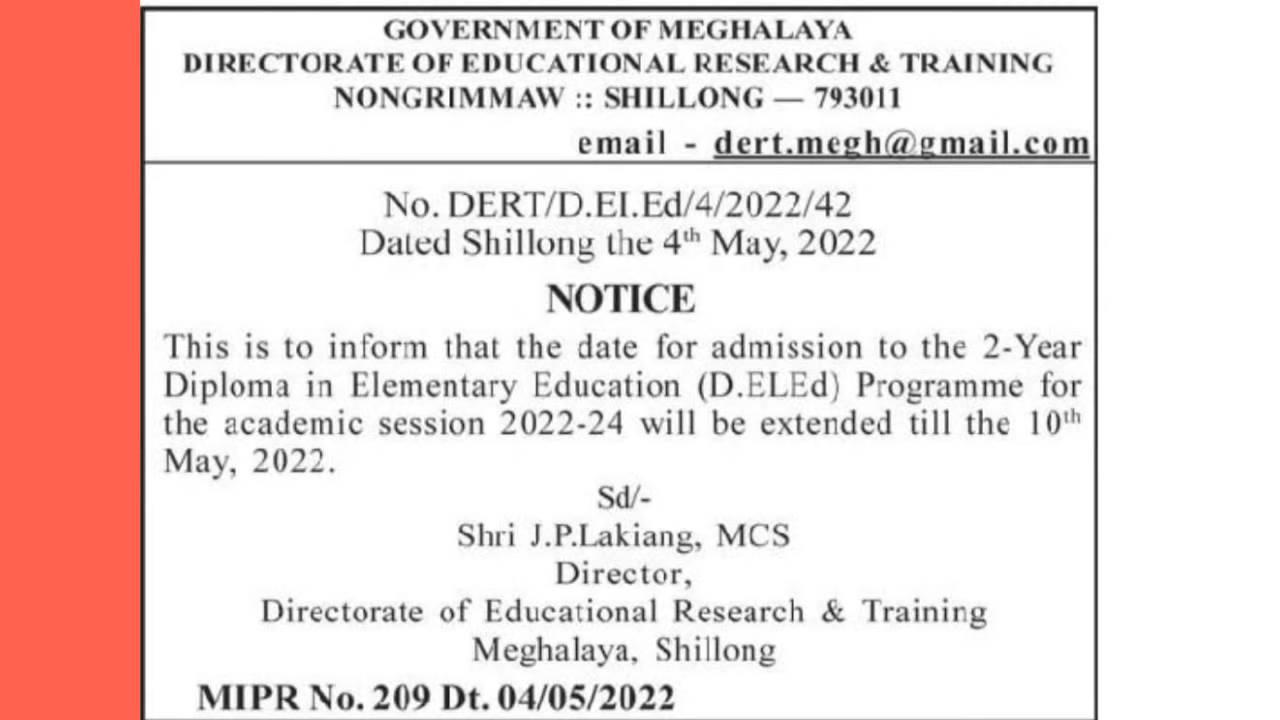 GOVERNMENT OF MEGHALAYA
DIRECTORATE OF EDUCATIONAL RESEARCH & TRAINING
NONGRIMMAW :: SHILLONG — 793011
email - dert.megh@gmail.com
No. DERT/D.EI.Ed/4/2022/42
Dated Shillong the 4th May, 2022
NOTICE
This is to inform that the date for admission to the 2-Year
Diploma in Elementary Education (D.ELEd) Programme for
the academic session 2022-24 will be extended till the 10th
May, 2022.
Sd/-
Shri J.P.Lakiang, MCS
Director,
Directorate of Educational Research & Training
Meghalaya, Shillong
MIPR No. 209 Dt. 04/05/2022